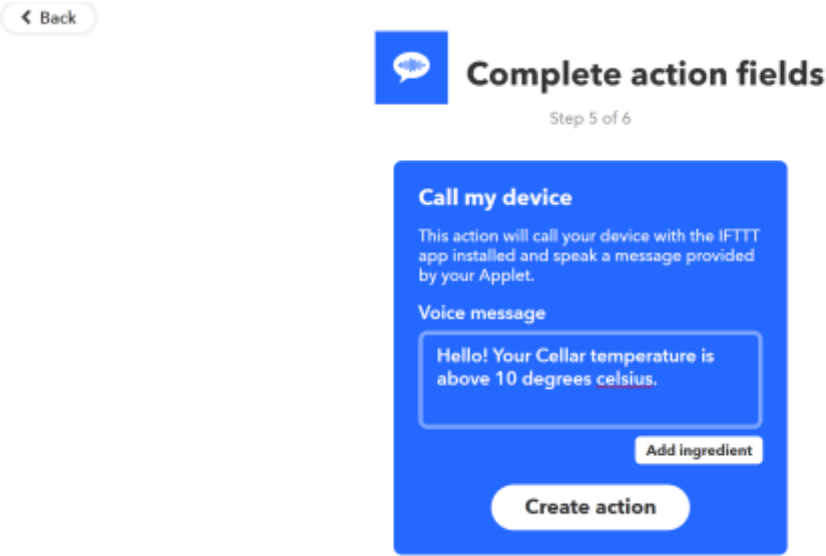 Back
Complete action fields
Step 5 of 6
Call my device
This action will call your device with the IFTTT
app installed and speak a message provided
by your Applet.
Voice message
Hello! Your Cellar temperature is
above 10 degrees celsius.
Add ingredient
Create action